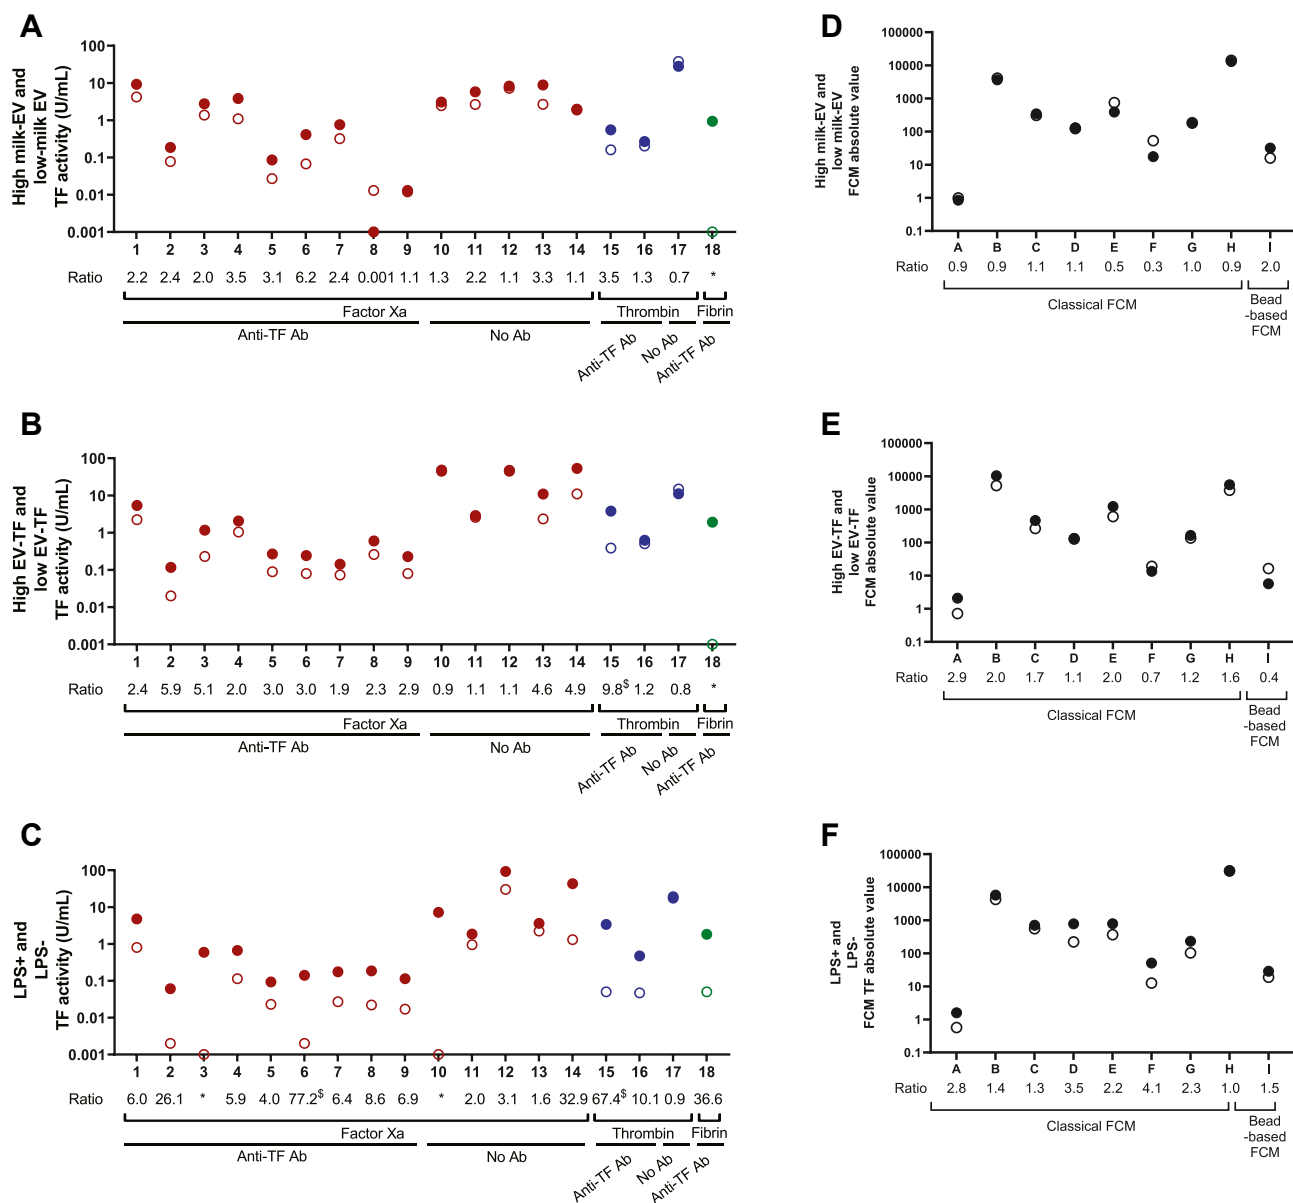 A
High milk-EV and
low-milk EV
TF activity (U/mL)
100
10
1
0.1
0.01
0.001
1 2 3 4 5 6 7 8 9 10 11 12 13 14 15 16 17 18
Ratio 2.2 2.4 2.0 3.5 3.1 6.2 2.4 0.001 1.1 1.3 2.2 1.1 3.3 1.1 3.5 1.3 0.7 *
Factor Xa Thrombin Fibrin
Anti-TF Ab No Ab Anti-TF Ab No Ab Anti-TF Ab
D
High milk-EV and
low milk-EV
FCM absolute value
100000
10000
1000
100
10
1
0.1
A B C D E F G H I
Ratio 0.9 0.9 1.1 1.1 0.5 0.3 1.0 0.9 2.0
Classical FCM
Bead
-based
FCM
B
High EV-TF and
low EV-TF
TF activity (U/mL)
100
10
1
0.1
0.01
0.001
1 2 3 4 5 6 7 8 9 10 11 12 13 14 15 16 17 18
Ratio 2.4 5.9 5.1 2.0 3.0 3.0 1.9 2.3 2.9 0.9 1.1 1.1 4.6 4.9 9.8$ 1.2 0.8 *
Factor Xa Thrombin Fibrin
Anti-TF Ab No Ab Anti-TF Ab No Ab Anti-TF Ab
E
High EV-TF and
low EV-TF
FCM absolute value
100000
10000
1000
100
10
1
0.1
A B C D E F G H I
Ratio 2.9 2.0 1.7 1.1 2.0 0.7 1.2 1.6 0.4
Classical FCM
Bead
-based
FCM
C
LPS+ and
LPS-
TF activity (U/mL)
100
10
1
0.1
0.01
0.001
1 2 3 4 5 6 7 8 9 10 11 12 13 14 15 16 17 18
Ratio 6.0 26.1 * 5.9 4.0 77.2$ 6.4 8.6 6.9 * 2.0 3.1 1.6 32.9 67.4$ 10.1 0.9 36.6
Factor Xa Thrombin Fibrin
Anti-TF Ab No Ab Anti-TF Ab No Ab Anti-TF Ab
F
LPS+ and
LPS-
FCM TF absolute value
100000
10000
1000
100
10
1
0.1
A B C D E F G H I
Ratio 2.8 1.4 1.3 3.5 2.2 4.1 2.3 1.0 1.5
Classical FCM
Bead
-based
FCM